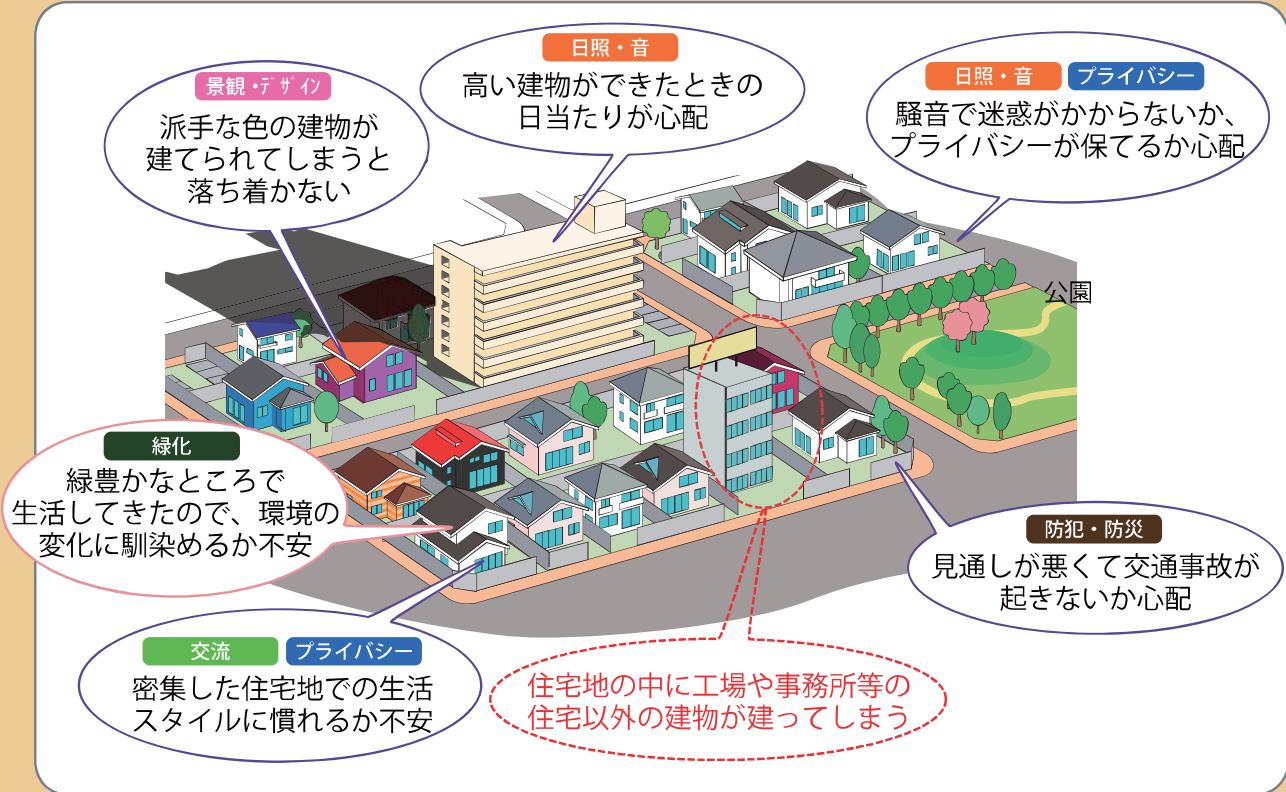 日照・音
高い建物ができたときの
日当たりが心配
景観・ﾃﾞｻﾞｲﾝ
派手な色の建物が
建てられてしまうと
落ち着かない
日照・音 プライバシー
騒音で迷惑がかからないか、
プライバシーが保てるか心配
公園
緑化
緑豊かなところで
生活してきたので、環境の
変化に馴染めるか不安
防犯・防災
見通しが悪くて交通事故が
起きないか心配
交流 プライバシー
密集した住宅地での生活
スタイルに慣れるか不安
住宅地の中に工場や事務所等の
住宅以外の建物が建ってしまう